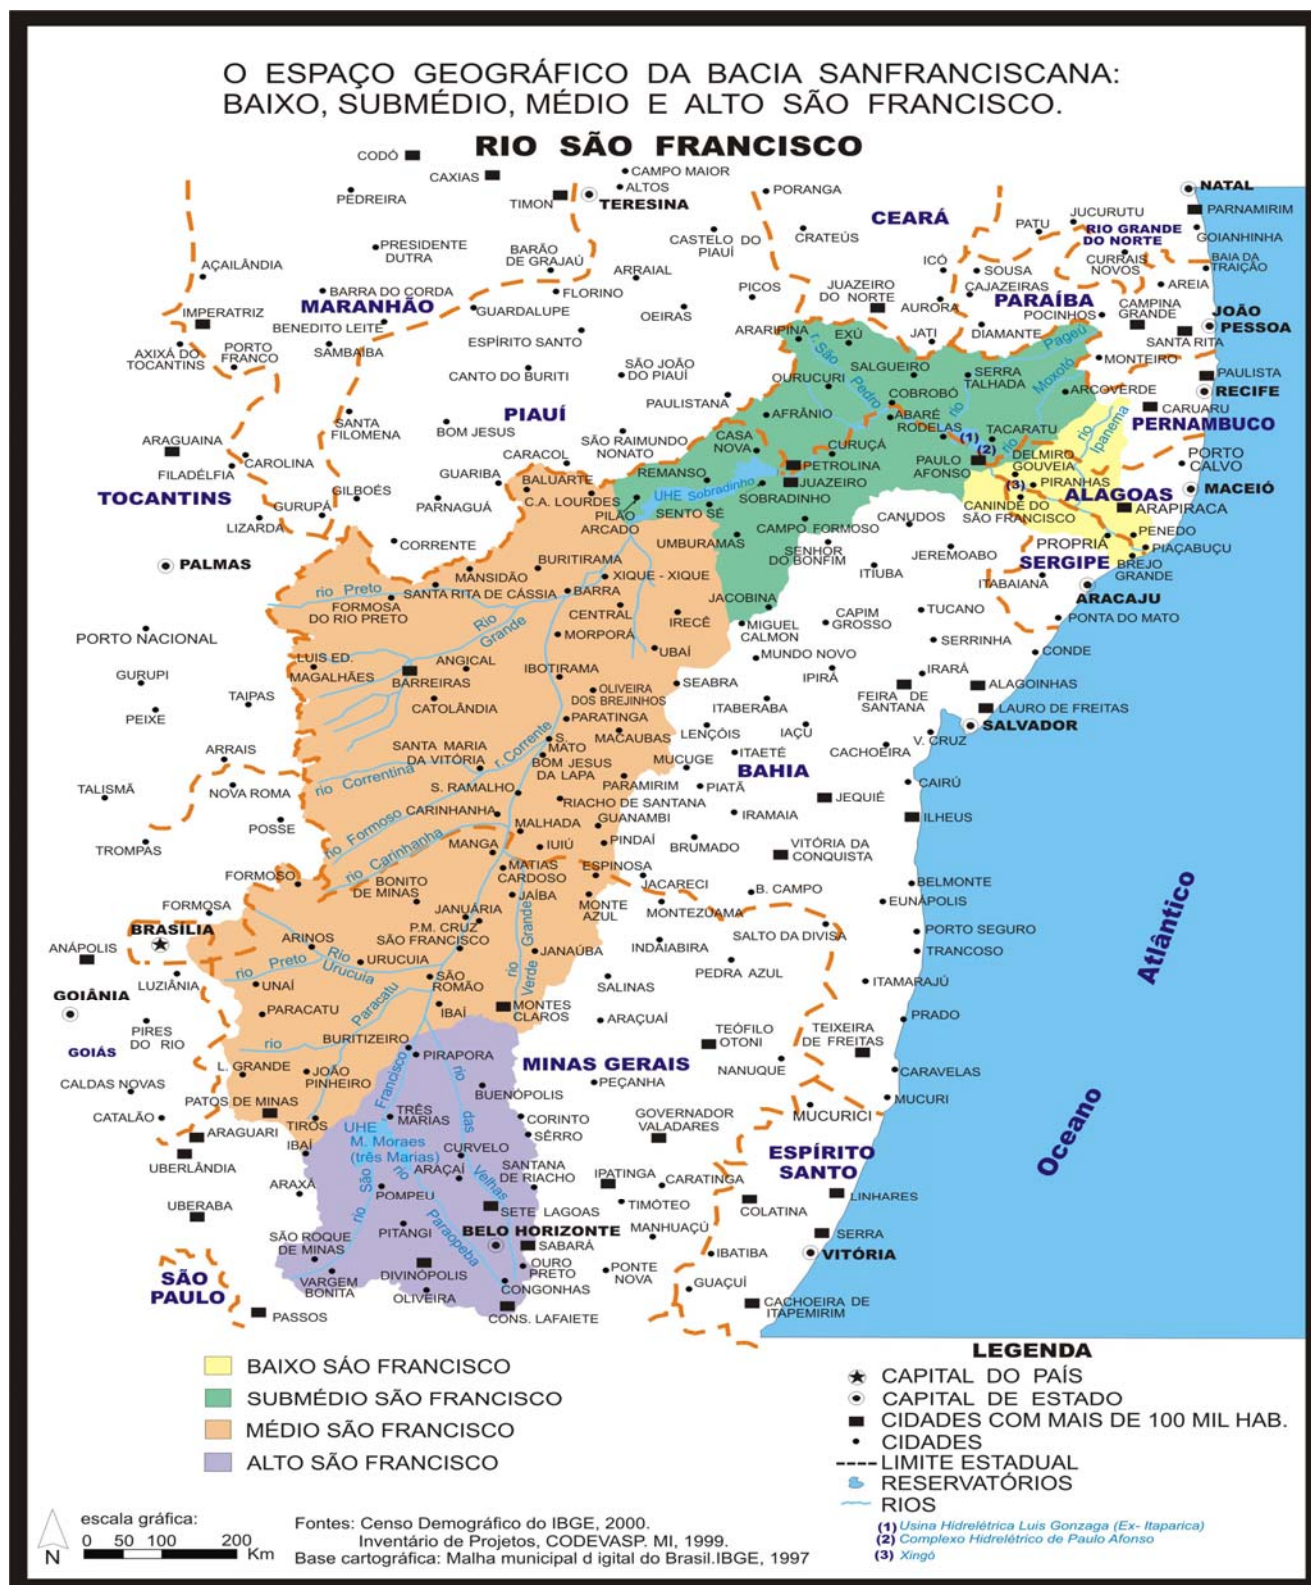 O ESPAÇO GEOGRÁFICO DA BACIA SANFRANCISCANA:
BAIXO, SUBMÉDIO, MÉDIO E ALTO SÃO FRANCISCO.
RIO SÃO FRANCISCO
CODÓ
CAXIAS
CAMPO MAIOR
ALTOS
PEDREIRA
TIMON
TERESINA
PORANGA
NATAL
CEARÁ
PARNAMIRIM
JUCURUTU
PATU
RIO GRANDE
DO NORTE
GOIANHINHA
CRATEÚS
CASTELO DO
PIAUÍ
PRESIDENTE
DUTRA
BARÃO
DE GRAJAÚ
AÇAILÂNDIA
ARRAIAL
ICÓ
SOUSA
CURRAIS
NOVOS
BAIA DA
TRAIÇÃO
BARRA DO CORDA
MARANHÃO
FLORINO
PICOS
JUAZEIRO
DO NORTE
CAJAZEIRAS
AREIA
PARAÍBA
AURORA
IMPERATRIZ
GUARDALUPE
OEIRAS
POCINHOS
CAMPINA
GRANDE
JOÃO
PESSOA
BENEDITO LEITE
ARARIPINA
EXÚ
JATI
DIAMANTE
Pageú
SANTA RITA
AXIXÁ DO
TOCANTINS
PORTO
FRANCO
SAMBAÍBA
ESPÍRITO SANTO
r. São Pedro
MONTEIRO
SALGUEIRO
SERRA
TALHADA
Moxotó
PAULISTA
CANTO DO BURITI
SÃO JOÃO
DO PIAUÍ
OURUCURI
COBROBÓ
ARCOVERDE
RECIFE
PAULISTANA
CARUARU
PERNAMBUCO
PIAUÍ
SANTA
FILOMENA
BOM JESUS
AFRÂNIO
ABARÉ
rio
RODELAS
(1)
(2)
TACARATU
rio
rio Ipanema
ARAGUAINA
SÃO RAIMUNDO
NONATO
CASA
NOVA
CURUÇÁ
DELMIRO
GOUVEIA
PORTO
CALVO
CAROLINA
FILADÉLFIA
CARACOL
PETROLINA
PAULO
AFONSO
GUARIBA
BALUARTE
REMANSO
JUAZEIRO
(3)
PIRANHAS
MACEIÓ
TOCANTINS
GILBOÉS
PARNAGUÁ
C.A. LOURDES
UHE Sobradinho
SOBRADINHO
ALAGOAS
ARAPIRACA
GURUPÁ
LIZARDA
PILÃO
ARCADO
SENTO SÉ
CANINDÉ DO
SÃO FRANCISCO
CANUDOS
CAMPO FORMOSO
PENEDO
CORRENTE
UMBURAMAS
SENHOR
DO BONFIM
JEREMOABO
PROPRIA
PIAÇABUÇU
BURITIRAMA
SERGIPE
BREJO
GRANDE
PALMAS
MANSIDÃO
XIQUE - XIQUE
ITIUBA
ITABAIANA
rio Preto
SANTA RITA DE CÁSSIA
BARRA
ARACAJU
FORMOSA
DO RIO PRETO
CENTRAL
JACOBINA
TUCANO
Rio
Grande
IRECÊ
MIGUEL
CALMON
CAPIM
GROSSO
PONTA DO MATO
PORTO NACIONAL
MORPORÁ
SERRINHA
LUIS ED.
MAGALHÃES
ANGICAL
UBAÍ
MUNDO NOVO
CONDE
GURUPI
IBOTIRAMA
IPIRÁ
IRARÁ
BARREIRAS
SEABRA
ALAGOINHAS
TAIPAS
OLIVEIRA
DOS BREJINHOS
FEIRA DE
SANTANA
PEIXE
CATOLÂNDIA
ITABERABA
LAURO DE FREITAS
PARATINGA
SALVADOR
LENÇÓIS
IAÇU
V. CRUZ
ARRAIS
SANTA MARIA
DA VITÓRIA
r. Corrente
S.
MATO
MACAUBAS
CACHOEIRA
ITAETÉ
BOM JESUS
DA LAPA
MUCUGE
BAHIA
rio Correntina
CAIRÚ
TALISMÃ
NOVA ROMA
S. RAMALHO
PARAMIRIM
PIATÃ
RIACHO DE SANTANA
JEQUIÉ
rio Formoso
CARINHANHA
IRAMAIA
ILHEUS
POSSE
GUANAMBI
MALHADA
TROMPAS
rio Carinhanha
MANGA
IUIÚ
PINDAÍ
BRUMADO
VITÓRIA DA
CONQUISTA
FORMOSO
MATIAS
CARDOSO
ESPINOSA
BONITO
DE MINAS
JACARECI
B. CAMPO
BELMONTE
JAÍBA
FORMOSA
MONTE
AZUL
EUNÁPOLIS
JANUÁRIA
MONTEZUMA
BRASÍLIA
P.M. CRUZ
rio Verde Grande
SALTO DA DIVISA
PORTO SEGURO
Atlântico
ARINOS
SÃO FRANCISCO
INDAIABIRA
ANÁPOLIS
Rio
Urucuia
JANAÚBA
TRANCOSO
rio Preto
URUCUIA
PEDRA AZUL
LUZIÂNIA
UNAÍ
SÃO
ROMÃO
SALINAS
ITAMARAJÚ
GOIÂNIA
PARACATU
Paracatu
IBAÍ
MONTES
CLAROS
ARAÇUAÍ
PRADO
PIRES
DO RIO
TEÓFILO
OTONI
TEIXEIRA
DE FREITAS
BURITIZEIRO
GOIÁS
rio
PIRAPORA
MINAS GERAIS
L. GRANDE
JOÃO
PINHEIRO
NANUQUE
CARAVELAS
CALDAS NOVAS
PEÇANHA
BUENÓPOLIS
MUCURI
PATOS DE MINAS
CATALÃO
TRÊS
MARIAS
CORINTO
GOVERNADOR
VALADARES
MUCURICI
TIROS
ARAGUARI
UHE
M. Moraes
(três Marias)
SÊRRO
IBAÍ
CURVELO
Oceano
UBERLÂNDIA
ARAÇAÍ
SANTANA
DE RIACHO
ESPÍRITO
SANTO
ARAXÁ
rio São Francisco
rio das Velhas
IPATINGA
CARATINGA
UBERABA
POMPEU
LINHARES
SETE LAGOAS
TIMÓTEO
COLATINA
PITANGI
rio Paraopeba
BELO HORIZONTE
MANHUAÇÚ
SERRA
SÃO ROQUE
DE MINAS
SABARÁ
IBATIBA
VITÓRIA
OURO
PRETO
SÃO
PAULO
DIVINÓPOLIS
PONTE
NOVA
VARGEM
BONITA
CONGONHAS
GUAÇUÍ
OLIVEIRA
PASSOS
CONS. LAFAIETE
CACHOEIRA DE
ITAPEMIRIM
BAIXO SÁO FRANCISCO
SUBMÉDIO SÃO FRANCISCO
MÉDIO SÃO FRANCISCO
ALTO SÃO FRANCISCO
LEGENDA
CAPITAL DO PAÍS
CAPITAL DE ESTADO
CIDADES COM MAIS DE 100 MIL HAB.
CIDADES
LIMITE ESTADUAL
RESERVATÓRIOS
RIOS
(1) Usina Hidrelétrica Luis Gonzaga (Ex- Itaparica)
(2) Complexo Hidrelétrico de Paulo Afonso
(3) Xingó
N
escala gráfica:
0 50 100 200
Km
Fontes: Censo Demográfico do IBGE, 2000.
Inventário de Projetos, CODEVASP. MI, 1999.
Base cartográfica: Malha municipal d igital do Brasil.IBGE, 1997